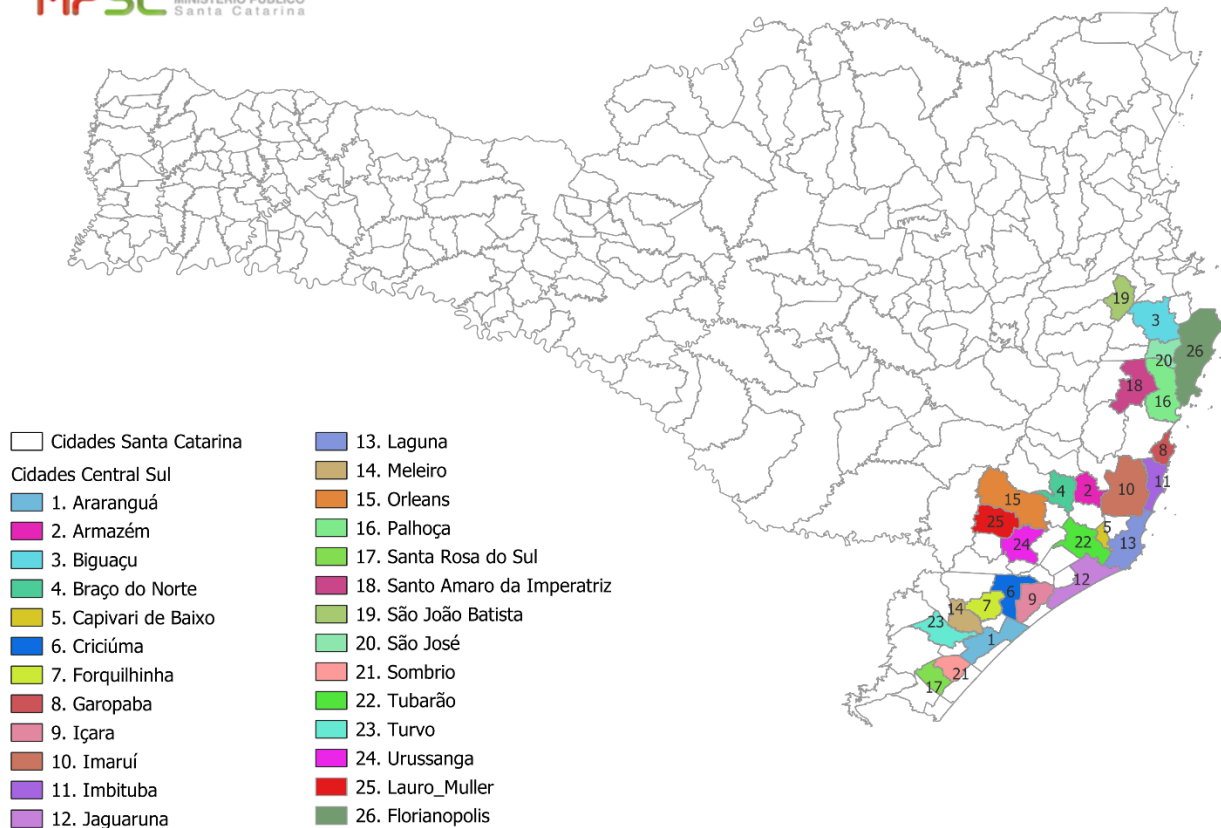 MPSC MINISTÉRIO PÚBLICO
Santa Catarina
19
3
26
20
18
16
8
11
10
2
4
15
25
5
13
22
24
12
6
9
7
14
23
1
21
17
Cidades Santa Catarina
Cidades Central Sul
1. Araranguá
2. Armazém
3. Biguaçu
4. Braço do Norte
5. Capivari de Baixo
6. Criciúma
7. Forquilhinha
8. Garopaba
9. Içara
10. Imaruí
11. Imbituba
12. Jaguaruna
13. Laguna
14. Meleiro
15. Orleans
16. Palhoça
17. Santa Rosa do Sul
18. Santo Amaro da Imperatriz
19. São João Batista
20. São José
21. Sombrio
22. Tubarão
23. Turvo
24. Urussanga
25. Lauro_Muller
26. Florianopolis